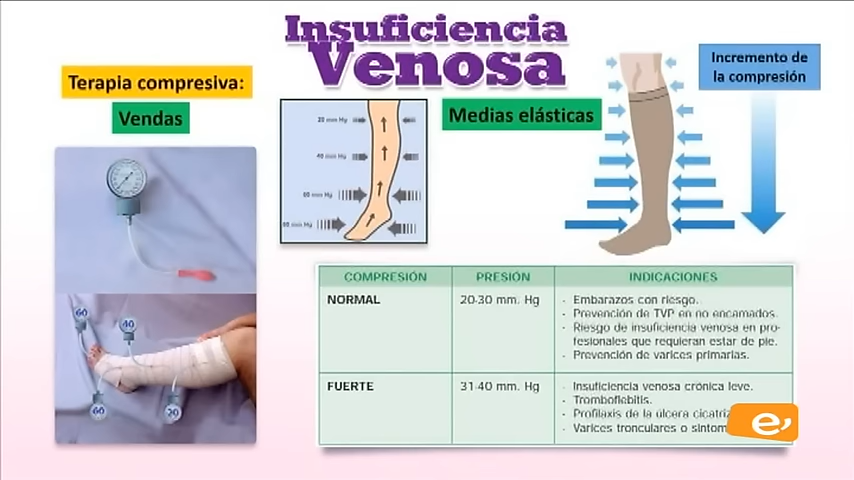 Insuficiencia
Venosa
Terapia compresiva:
Vendas
Medias elásticas
Incremento de
la compresión
20 mm Hg
40 mm Hg
60 mm Hg
60
40
60
20
COMPRESIÓN PRESIÓN INDICACIONES
NORMAL 20-30 mm. Hg - Embarazos con riesgo.
- Prevención de TVP en no encamados.
- Riesgo de insuficiencia venosa en pro-
fesionales que requieran estar de pie.
- Prevención de varices primarias.
FUERTE 31-40 mm. Hg - Insuficiencia venosa crónica leve.
- Tromboflebitis.
- Profilaxis de la úlcera
- Varices tronculares o
e